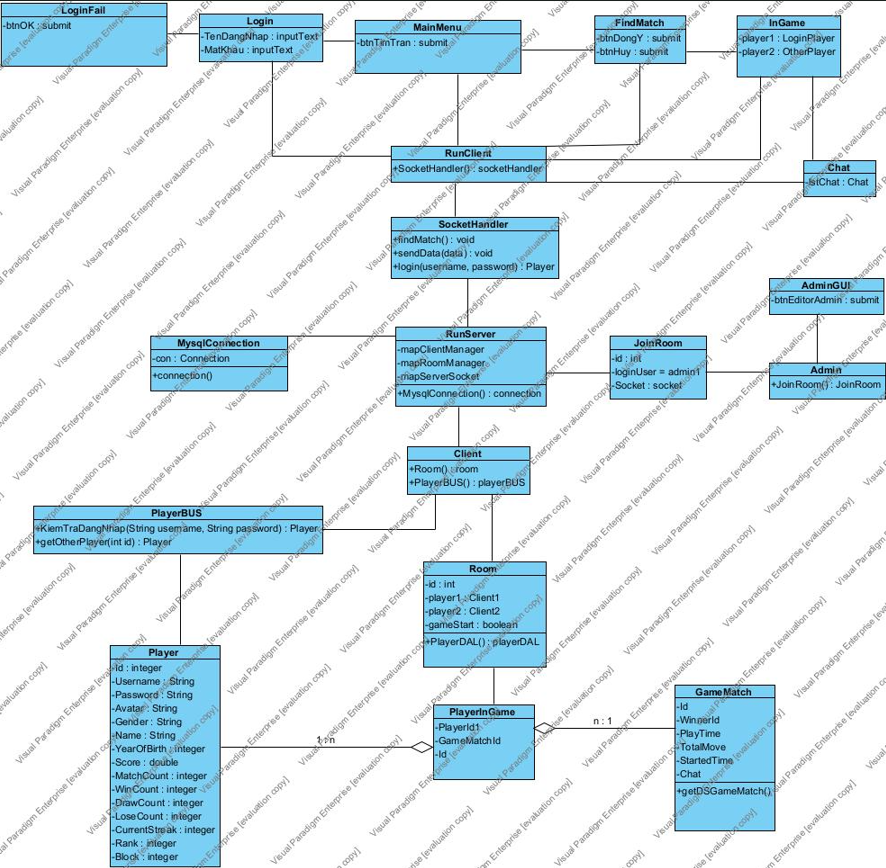 LoginFail
-btnOK : submit
Login
-TenDangNhap : inputText
-MatKhau : inputText
MainMenu
-btnTimTran : submit
FindMatch
-btnDongY : submit
-btnHuy : submit
InGame
-player1 : LoginPlayer
-player2 : OtherPlayer
RunClient
+SocketHandler() : socketHandler
Chat
-listChat : Chat
SocketHandler
+findMatch() : void
+sendData(data) : void
+login(username, password) : Player
AdminGUI
-btnEditorAdmin : submit
MysqlConnection
-con : Connection
+connection()
RunServer
-mapClientManager
-mapRoomManager
-mapServerSocket
+MysqlConnection() : connection
JoinRoom
-id : int
-loginUser = admin1
-Socket : socket
Admin
+JoinRoom() : JoinRoom
Client
+Room() : room
+PlayerBUS() : playerBUS
PlayerBUS
+KiemTraDangNhap(String username, String password) : Player
+getOtherPlayer(int id) : Player
Room
-id : int
-player1 : Client1
-player2 : Client2
-gameStart : boolean
+PlayerDAL() : playerDAL
Player
-Id : integer
-Username : String
-Password : String
-Avatar : String
-Gender : String
-Name : String
-YearOfBirth : integer
-Score : double
-MatchCount : integer
-WinCount : integer
-DrawCount : integer
-LoseCount : integer
-CurrentStreak : integer
-Rank : integer
-Block : integer
1 : n
PlayerInGame
-PlayerId1
-GameMatchId
-Id
n : 1
GameMatch
-Id
-WinnerId
-PlayTime
-TotalMove
-StartedTime
-Chat
+getDSGameMatch()
Visual Paradigm Enterprise [evaluation copy]